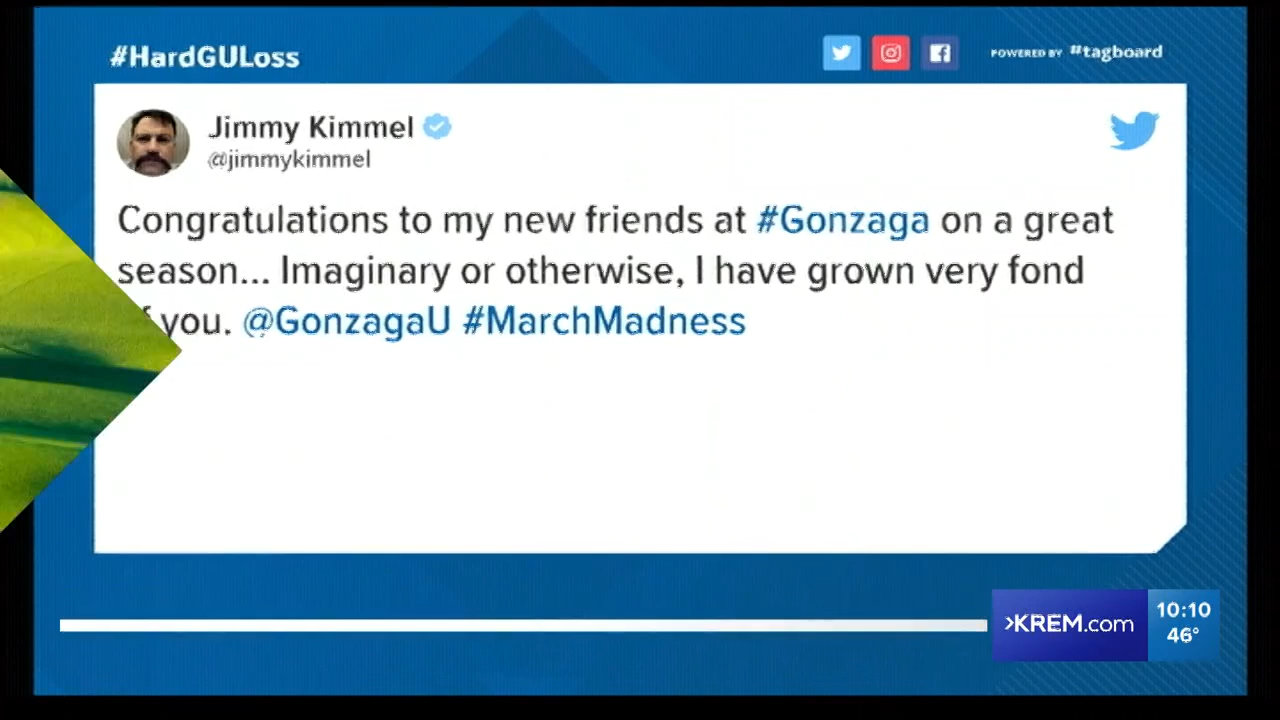 #HardGULoss
POWERED BY #tagboard
Jimmy Kimmel
@jimmykimmel
Congratulations to my new friends at #Gonzaga on a great
season... Imaginary or otherwise, I have grown very fond
you. @GonzagaU #MarchMadness
>KREM.com
10:10
46°